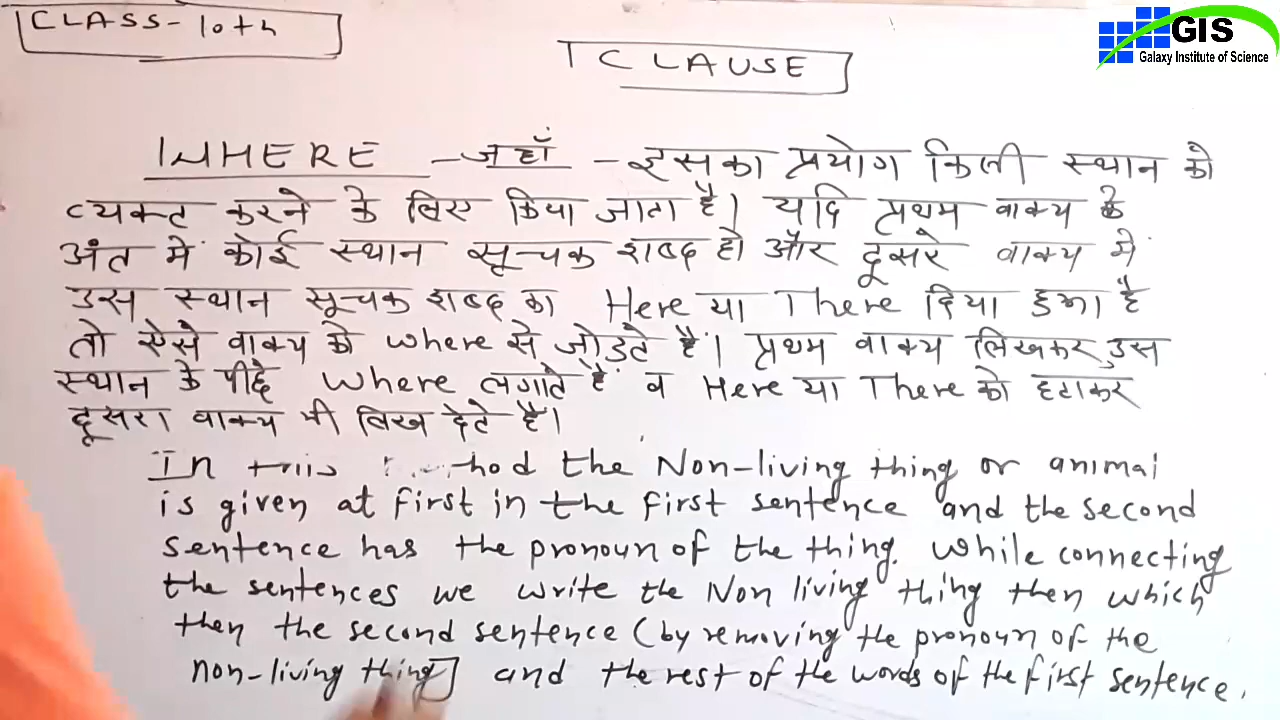 CLASS-10th
GIS
Galaxy Institute of Science
CLAUSE
WHERE - जहाँ - इसका प्रयोग किसी स्थान को
व्यक्त करने के लिए किया जाता है। यदि प्रथम वाक्य के
अंत में कोई स्थान सूचक शब्द हो और दूसरे वाक्य में
उस स्थान सूचक शब्द का Here या There दिया हुआ है
तो ऐसे वाक्य को where से जोड़ते हैं। प्रथम वाक्य लिखकर उस
स्थान के पीछे Where लगाते हैं व Here या There को हटाकर
दूसरा वाक्य भी लिख देते हैं।
In this the Non-living thing or animal
is given at first in the first sentence and the second
sentence has the pronoun of the thing. While connecting
the sentences we write the Non living thing then which
then the second sentence (by removing the pronoun of the
non-living thing) and the rest of the words of the first sentence.